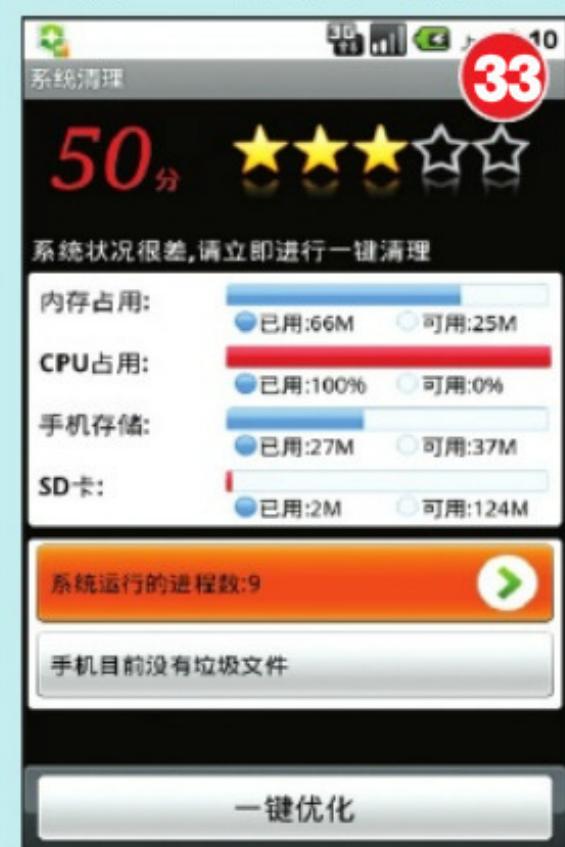 上
10
系统清理
33
50分
系统状况很差,请立即进行一键清理
内存占用:
已用:66M 可用:25M
CPU占用:
已用:100% 可用:0%
手机存储:
已用:27M 可用:37M
SD卡:
已用:2M 可用:124M
系统运行的进程数:9
手机目前没有垃圾文件
一键优化